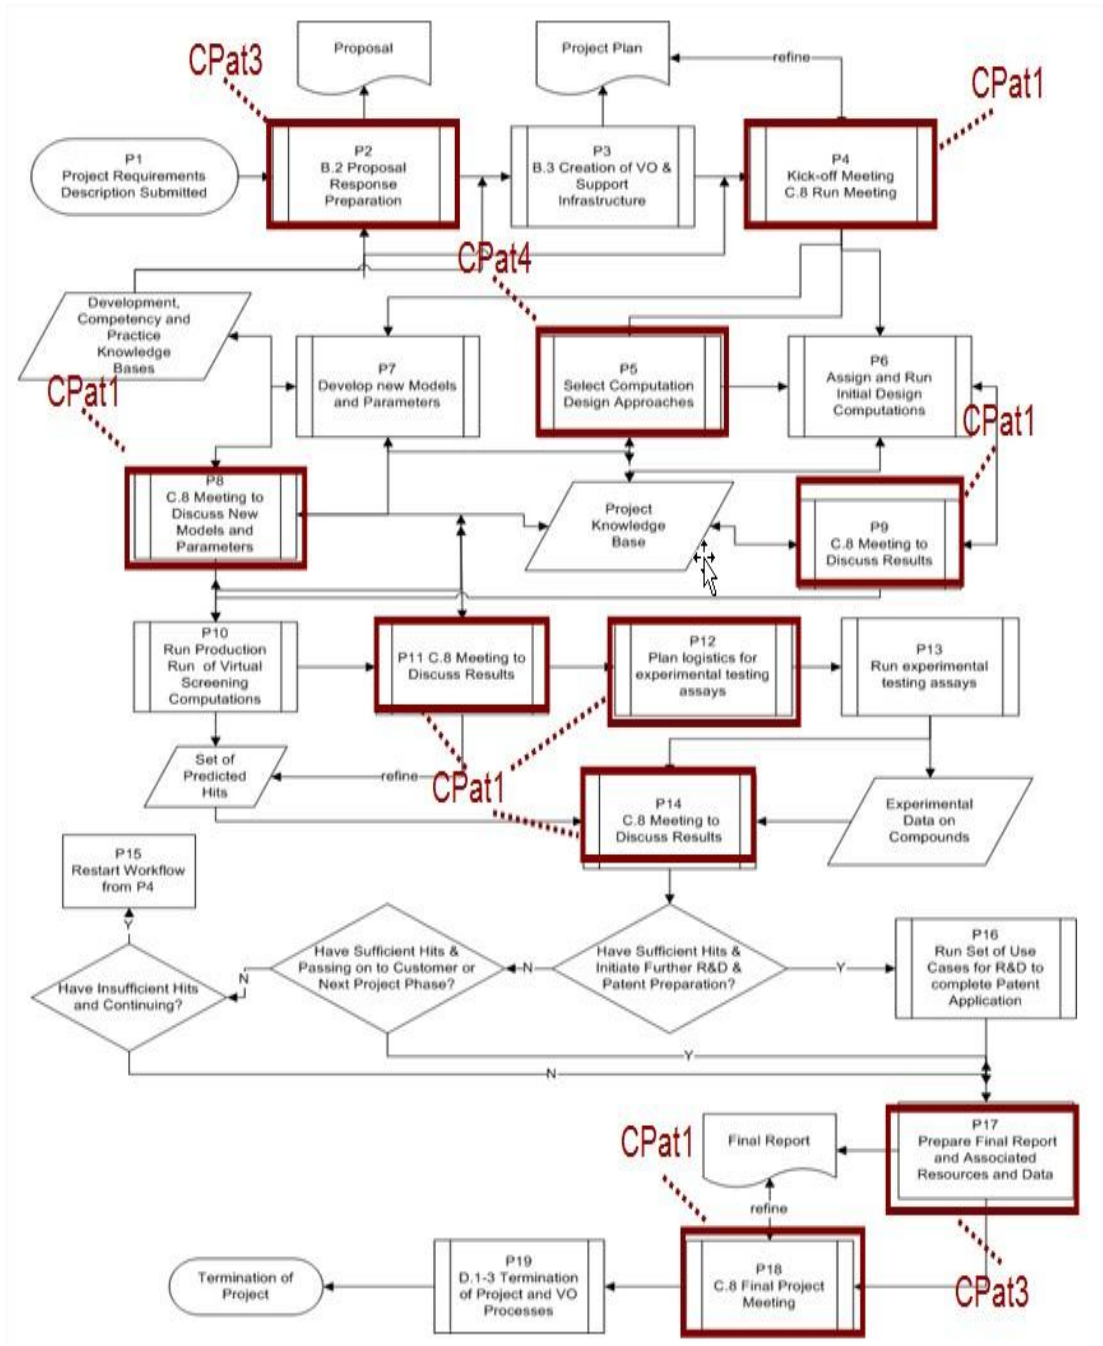 Proposal
Project Plan
refine
CPat3
CPat1
P1
Project Requirements
Description Submitted
P2
B.2 Proposal
Response
Preparation
P3
B.3 Creation of VO &
Support
Infrastructure
P4
Kick-off Meeting
C.8 Run Meeting
CPat4
Development,
Competency and
Practice
Knowledge
Bases
P7
Develop new Models
and Parameters
P5
Select Computation
Design Approaches
P6
Assign and Run
Initial Design
Computations
CPat1
CPat1
P8
C.8 Meeting to
Discuss New
Models and
Parameters
Project
Knowledge
Base
P9
C.8 Meeting to
Discuss Results
P10
Run Production
Run of Virtual
Screening
Computations
P11 C.8 Meeting to
Discuss Results
P12
Plan logistics for
experimental testing
assays
P13
Run experimental
testing assays
Set of
Predicted
Hits
refine
CPat1
P14
C.8 Meeting to
Discuss Results
Experimental
Data on
Compounds
P15
Restart Workflow
from P4
Y
Have Insufficient Hits
and Continuing?
N
Have Sufficient Hits &
Passing on to Customer or
Next Project Phase?
N
Have Sufficient Hits &
Initiate Further R&D &
Patent Preparation?
Y
P16
Run Set of Use
Cases for R&D to
complete Patent
Application
Y
N
CPat1
Final Report
P17
Prepare Final Report
and Associated
Resources and Data
refine
Termination of
Project
P19
D.1-3 Termination
of Project and VO
Processes
P18
C.8 Final Project
Meeting
CPat3